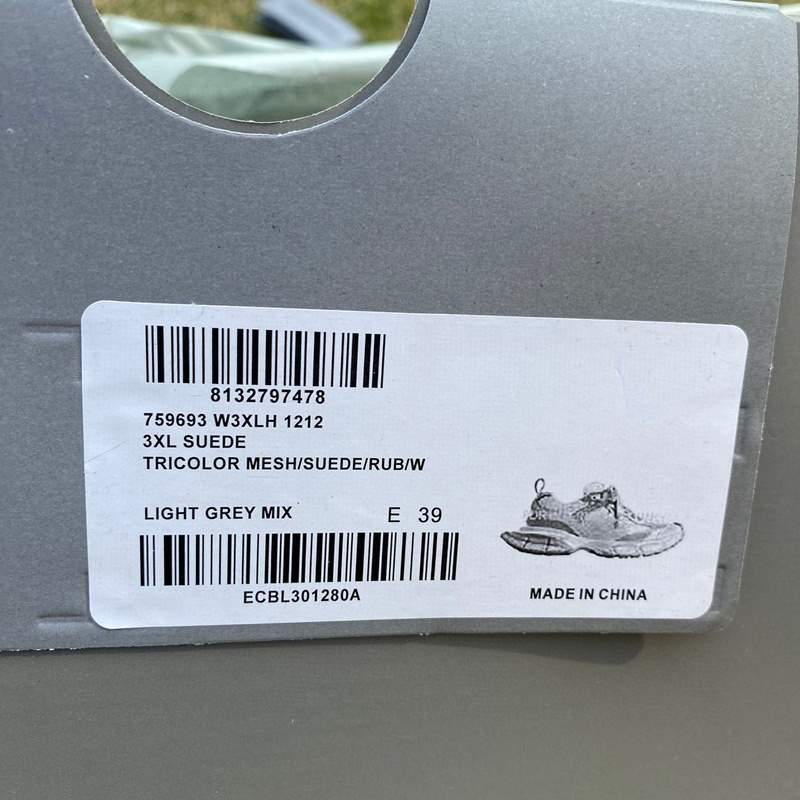 8132797478
759693 W3XLH 1212
3XL SUEDE
TRICOLOR MESH/SUEDE/RUB/W
LIGHT GREY MIX E 39
ECBL301280A
MADE IN CHINA